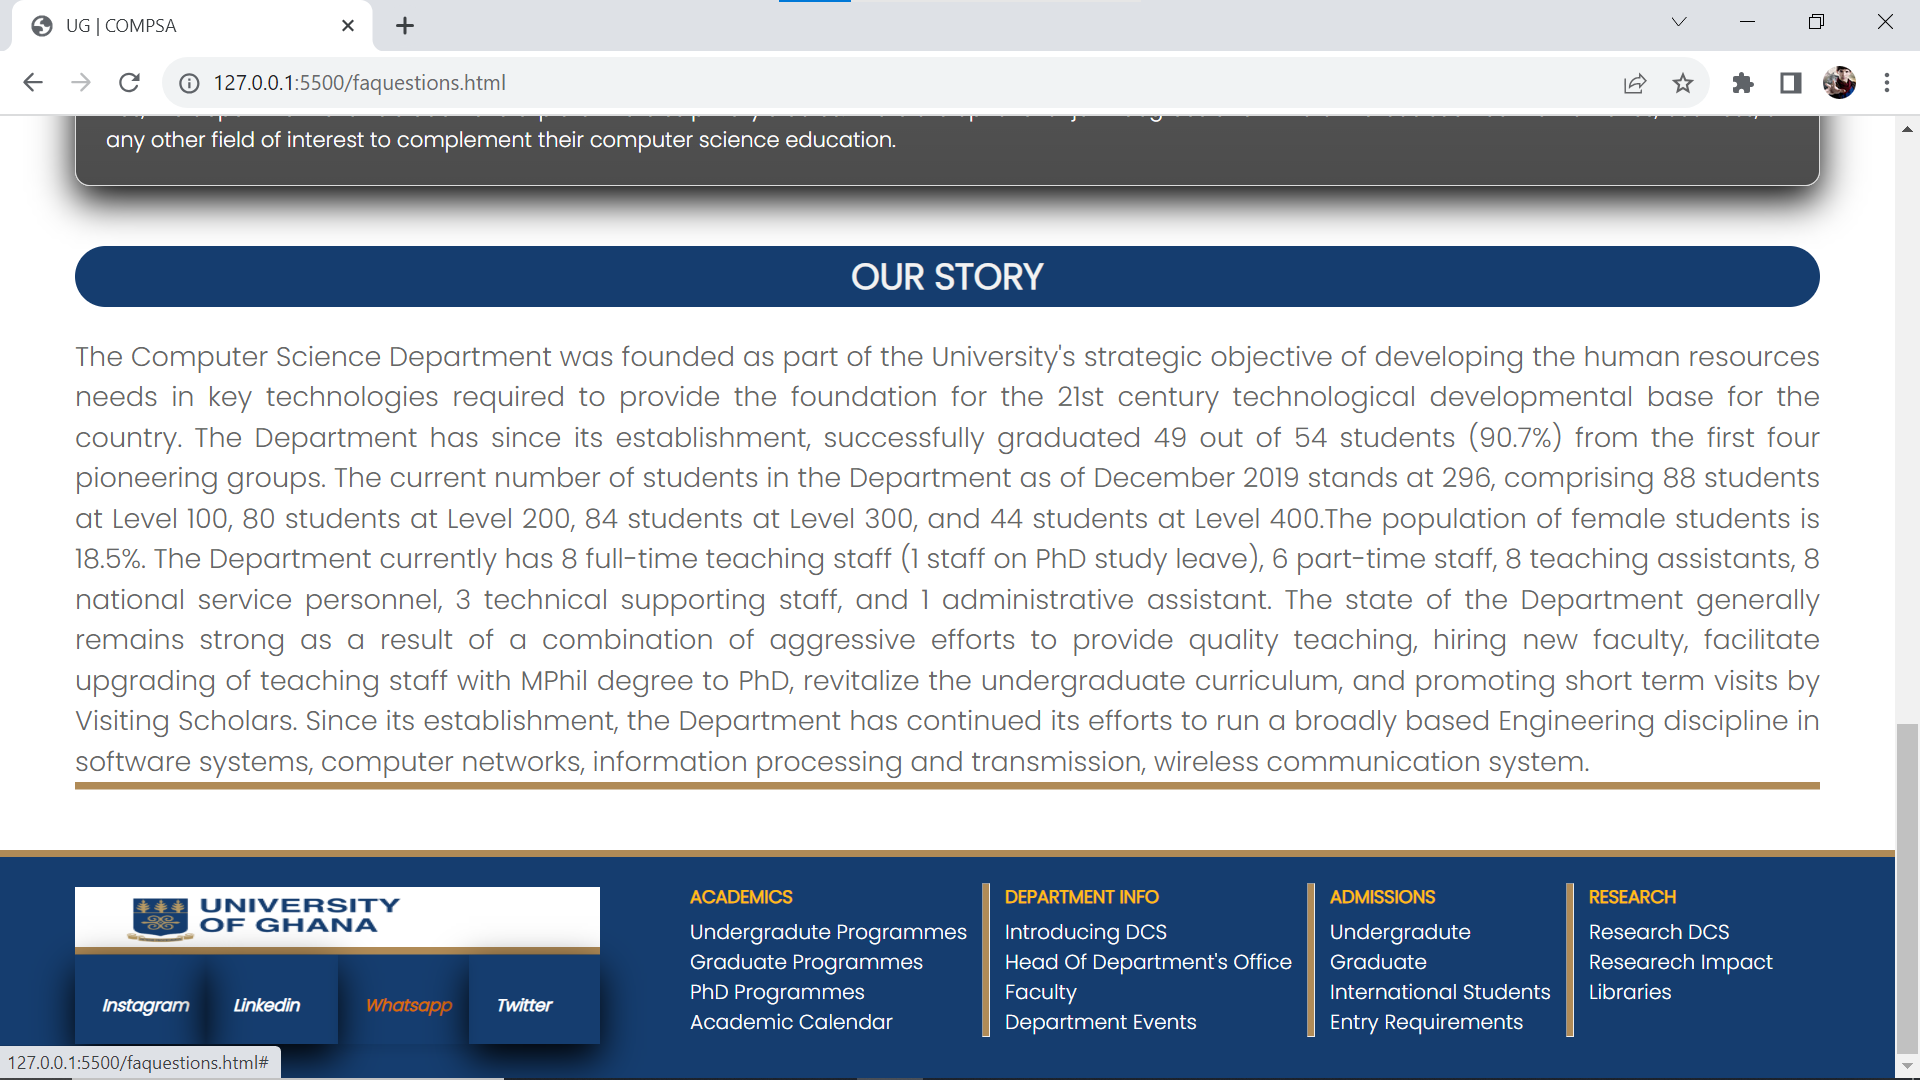 UG | COMPSA
127.0.0.1:5500/faquestions.html
any other field of interest to complement their computer science education.
OUR STORY
The Computer Science Department was founded as part of the University's strategic objective of developing the human resources
needs in key technologies required to provide the foundation for the 21st century technological developmental base for the
country. The Department has since its establishment, successfully graduated 49 out of 54 students (90.7%) from the first four
pioneering groups. The current number of students in the Department as of December 2019 stands at 296, comprising 88 students
at Level 100, 80 students at Level 200, 84 students at Level 300, and 44 students at Level 400.The population of female students is
18.5%. The Department currently has 8 full-time teaching staff (1 staff on PhD study leave), 6 part-time staff, 8 teaching assistants, 8
national service personnel, 3 technical supporting staff, and 1 administrative assistant. The state of the Department generally
remains strong as a result of a combination of aggressive efforts to provide quality teaching, hiring new faculty, facilitate
upgrading of teaching staff with MPhil degree to PhD, revitalize the undergraduate curriculum, and promoting short term visits by
Visiting Scholars. Since its establishment, the Department has continued its efforts to run a broadly based Engineering discipline in
software systems, computer networks, information processing and transmission, wireless communication system.
UNIVERSITY
OF GHANA
Instagram
Linkedin
Whatsapp
Twitter
ACADEMICS
Undergradute Programmes
Graduate Programmes
PhD Programmes
Academic Calendar
DEPARTMENT INFO
Introducing DCS
Head Of Department's Office
Faculty
Department Events
ADMISSIONS
Undergradute
Graduate
International Students
Entry Requirements
RESEARCH
Research DCS
Researech Impact
Libraries
127.0.0.1:5500/faquestions.html#